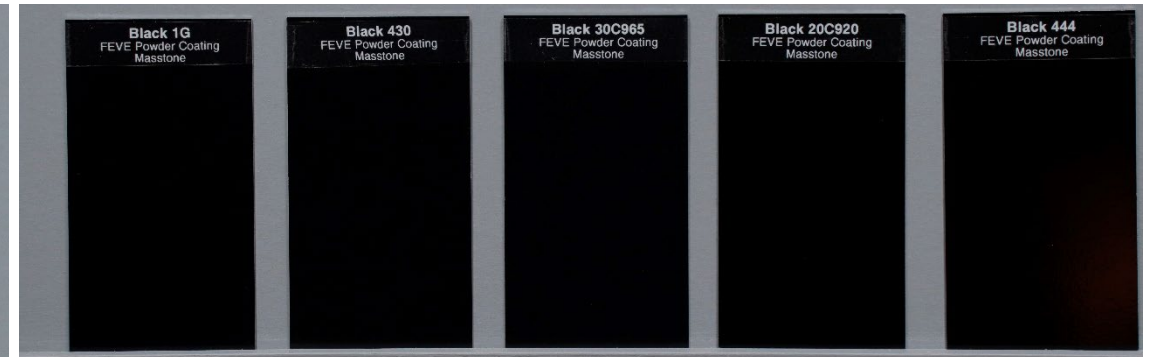 Black 1G
FEVE Powder Coating
Masstone
Black 430
FEVE Powder Coating
Masstone
Black 30C965
FEVE Powder Coating
Masstone
Black 20C920
FEVE Powder Coating
Masstone
Black 444
FEVE Powder Coating
Masstone